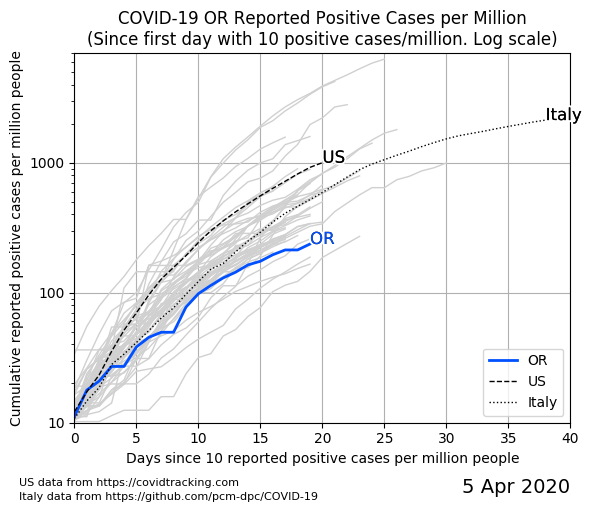 COVID-19 OR Reported Positive Cases per Million
(Since first day with 10 positive cases/million. Log scale)
Cumulative reported positive cases per million people
1000
100
10
Italy
US
OR
OR
US
Italy
0 5 10 15 20 25 30 35 40
Days since 10 reported positive cases per million people
US data from https://covidtracking.com
Italy data from https://github.com/pcm-dpc/COVID-19
5 Apr 2020